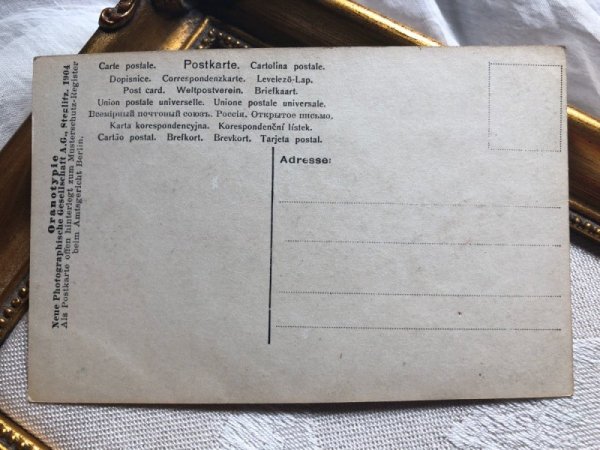 Carte postale. Postkarte. Cartolina postale.
Dopisnice. Correspondenzkarte. Levelező-Lap.
Post card. Weltpostverein. Briefkaart.
Union postale universelle. Unione postale universale.
Всемірный почтовый союзъ. Россія. Открытое письмо.
Karta korespondencyjna. Korespondenční lístek.
Cartão postal. Brefkort. Brevkort. Tarjeta postal.
Adresse:
Oranotypie
Neue Photographische Gesellschaft A.G., Steglitz. 1904
Als Postkarte offen hinterlegt zum Musterschutz-Register
beim Amtsgericht Berlin.